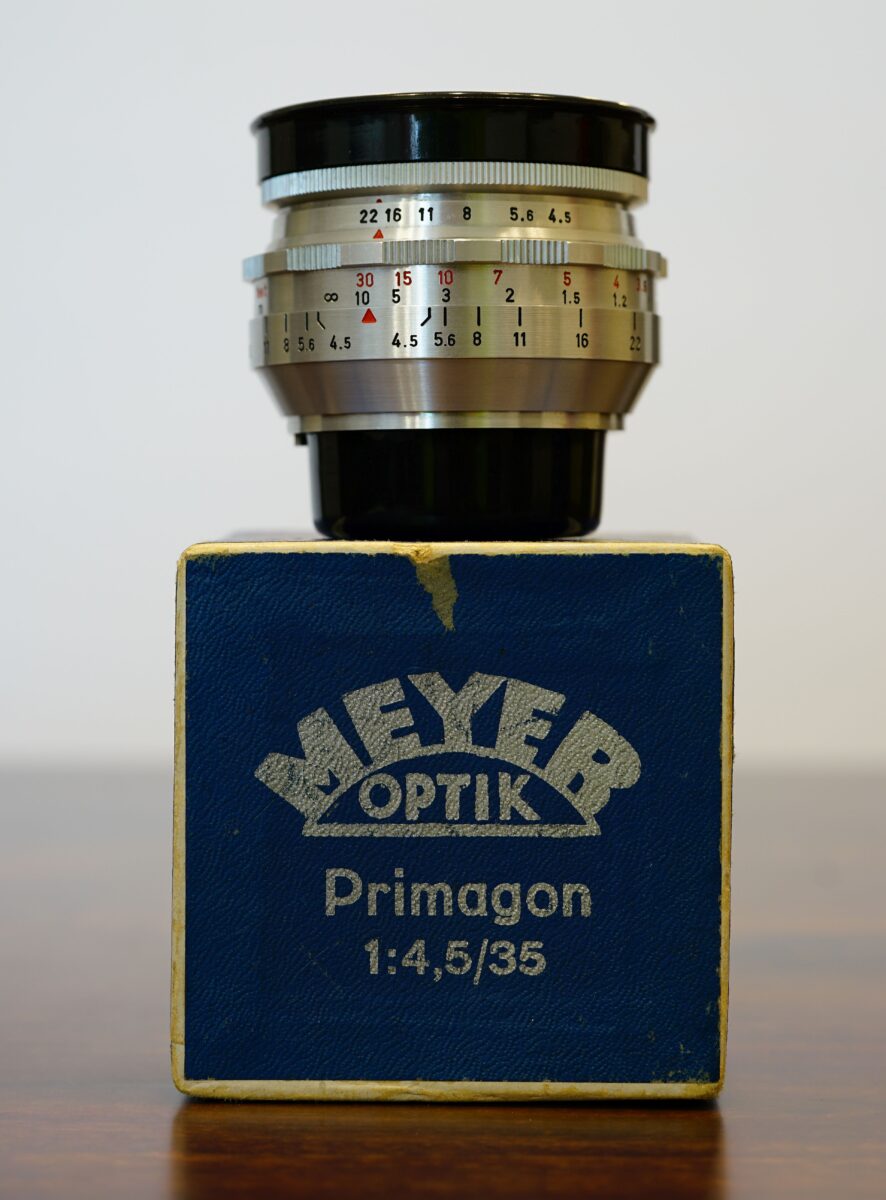 22 16 11 8 5.6 4.5
30 15 10 7 5 4
∞ 10 5 3 2 1.5 1.2
8 5.6 4.5 4.5 5.6 8 11 16 22
MEYER
OPTIK
Primagon
1:4,5/35